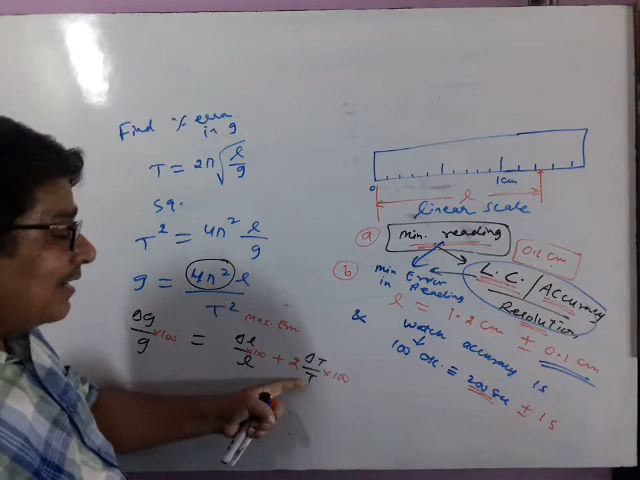 Find % error
in g
T = 2π√(l/g)
sq.
T² = 4π² l/g
g = 4π² l / T²
Δg/g ×100 = Δl/l ×100 + 2 ΔT/T ×100
max. Error
0
1cm
l
linear scale
(a) min. reading
0.1 cm
(b) min Error
in Reading
L.C. / Accuracy
Resolution
l = 1.2 cm ± 0.1 cm
& watch accuracy is
100 osc. = 200 sec ± 1s